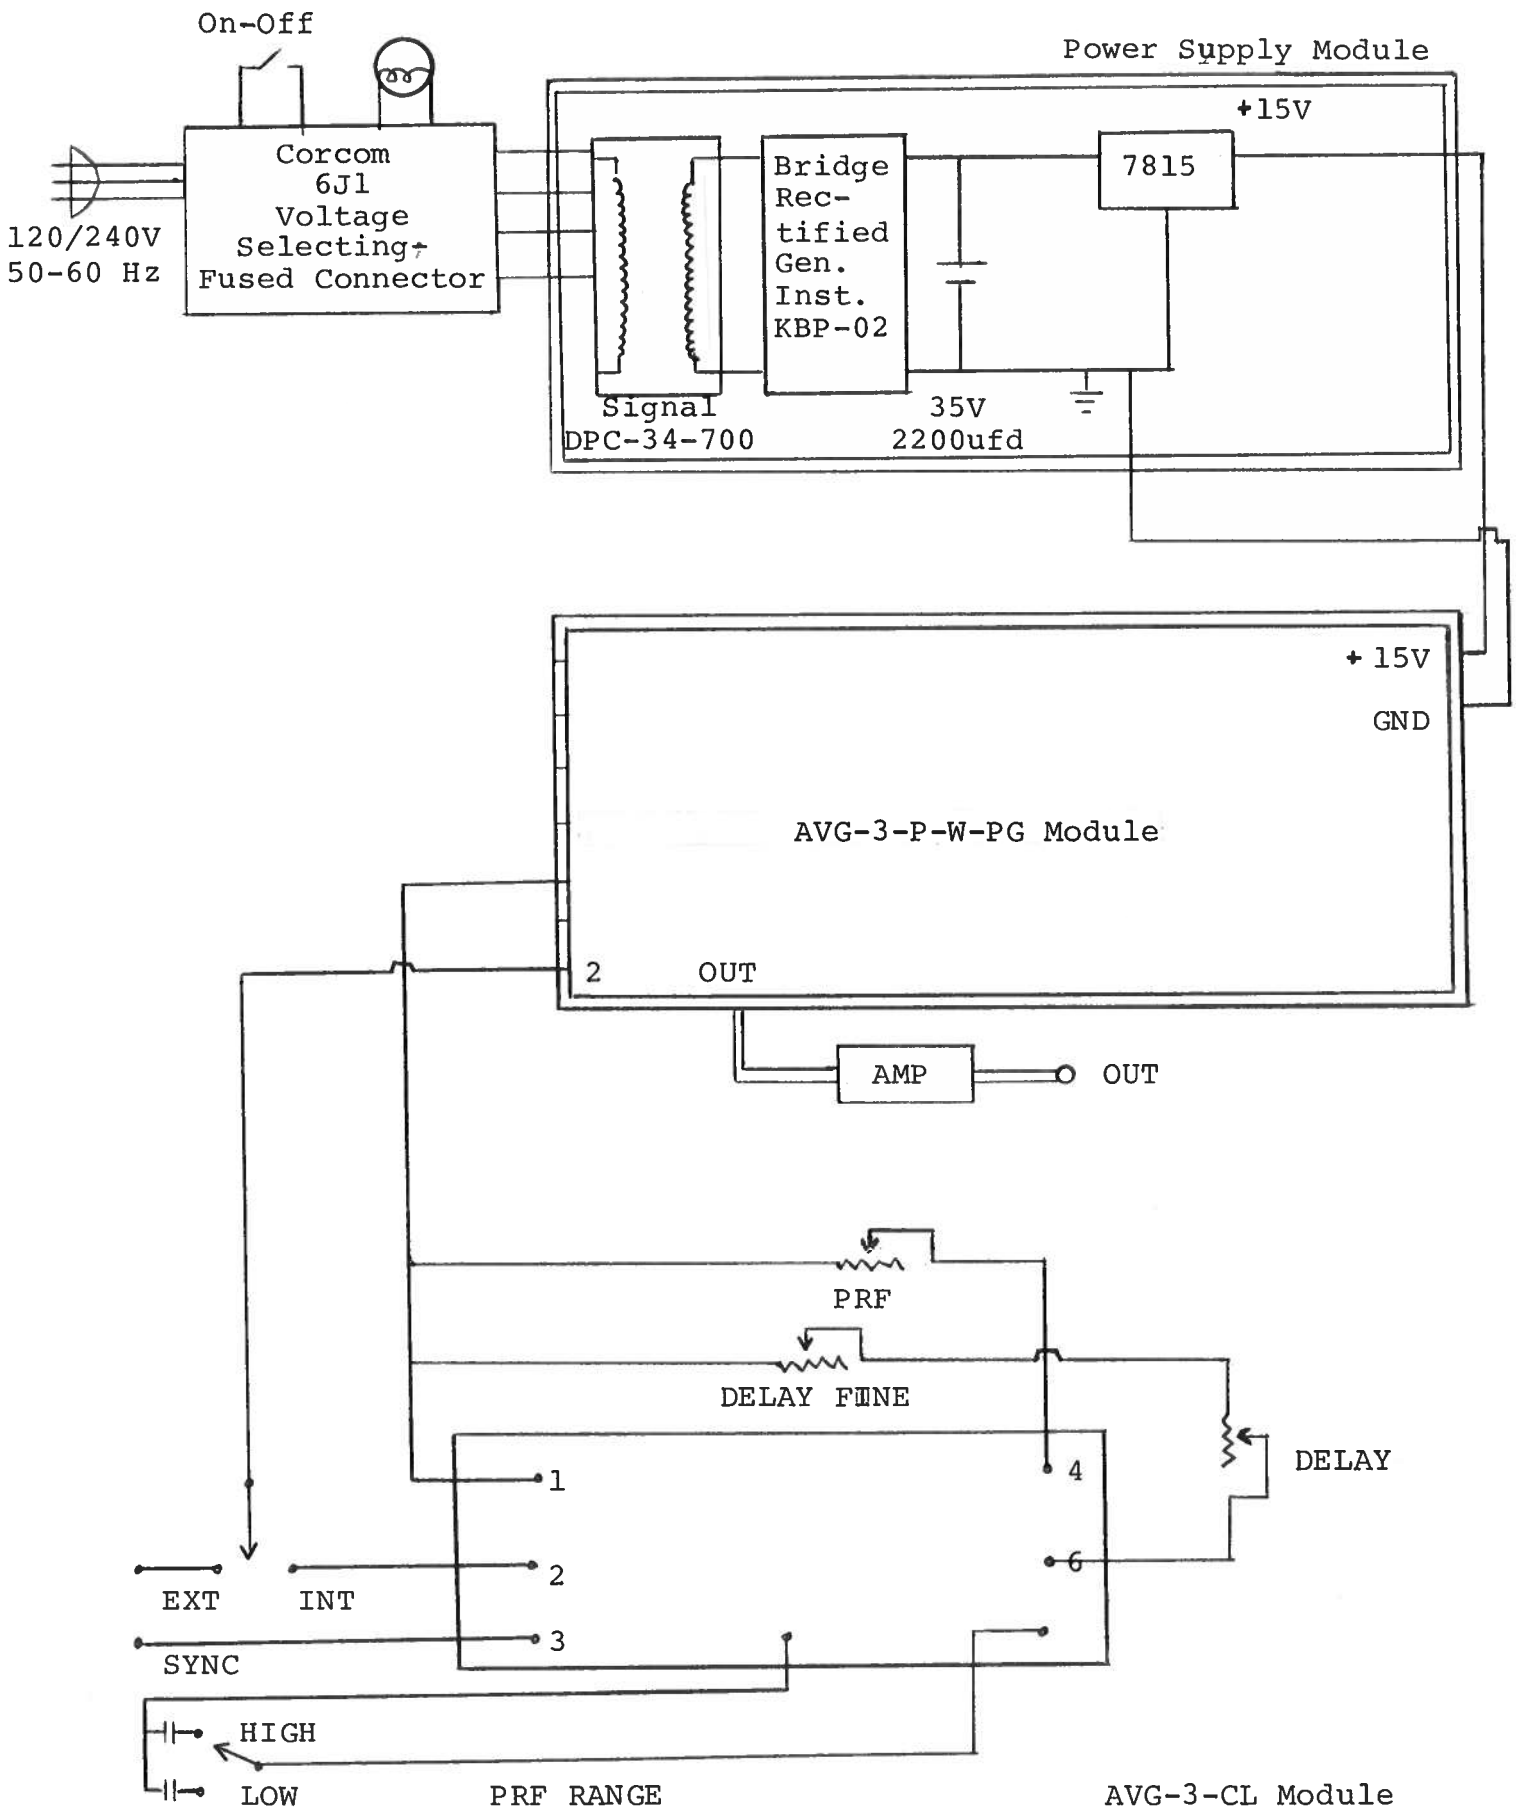 On-Off
Power Supply Module
+15V
Corcom
6J1
Voltage
Selecting-
Fused Connector
120/240V
50-60 Hz
Bridge
Rec-
tified
Gen.
Inst.
KBP-02
7815
Signal
DPC-34-700
35V
2200ufd
+ 15V
GND
AVG-3-P-W-PG Module
2
OUT
AMP
OUT
PRF
DELAY FINE
DELAY
1
4
2
6
EXT
INT
3
SYNC
HIGH
LOW
PRF RANGE
AVG-3-CL Module